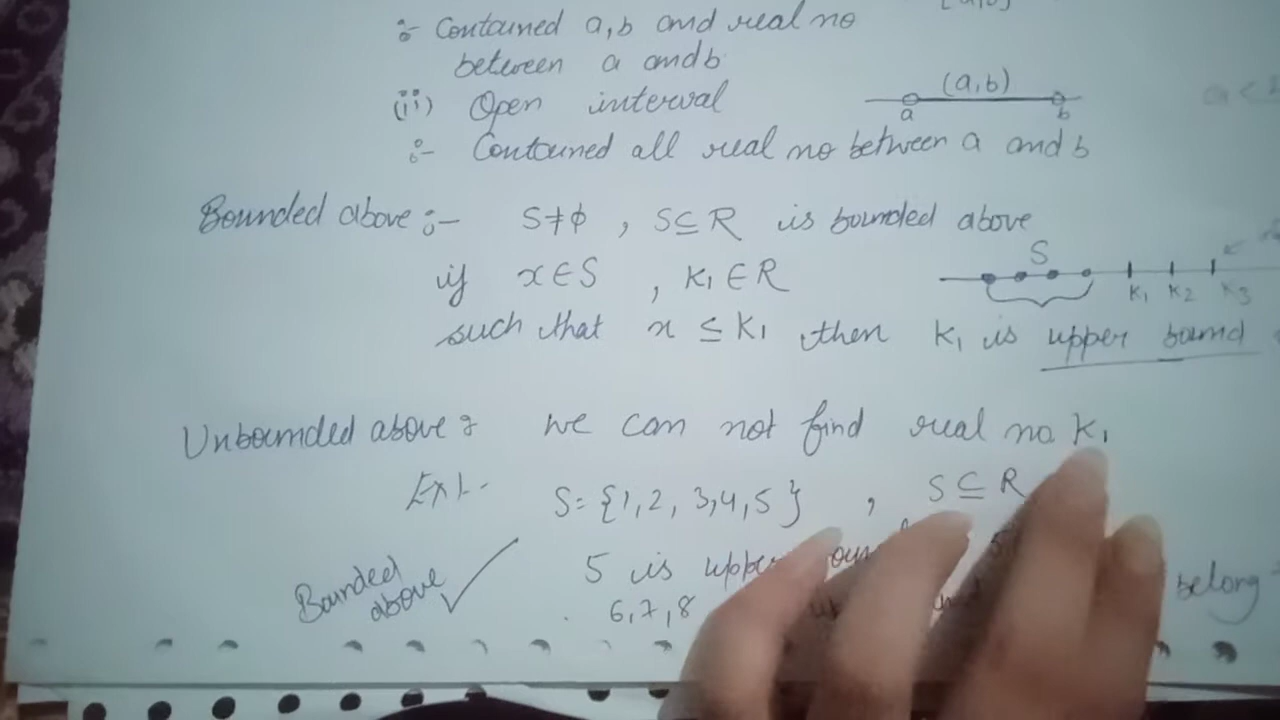 :- Contained a,b and real no
between a and b
(ii) Open interval
(a,b)
a b
:- Contained all real no between a and b
Bounded above :- S≠ϕ , S⊆R is bounded above
if x∈S , K₁∈R
S
K₁ K₂ K₃
such that x ≤ K₁ then K₁ is upper bound
Unbounded above : we can not find real no K₁
Ex:- S= {1,2, 3,4,5} , S⊆R
Bounded above ✓
5 is
6,7,8
belong